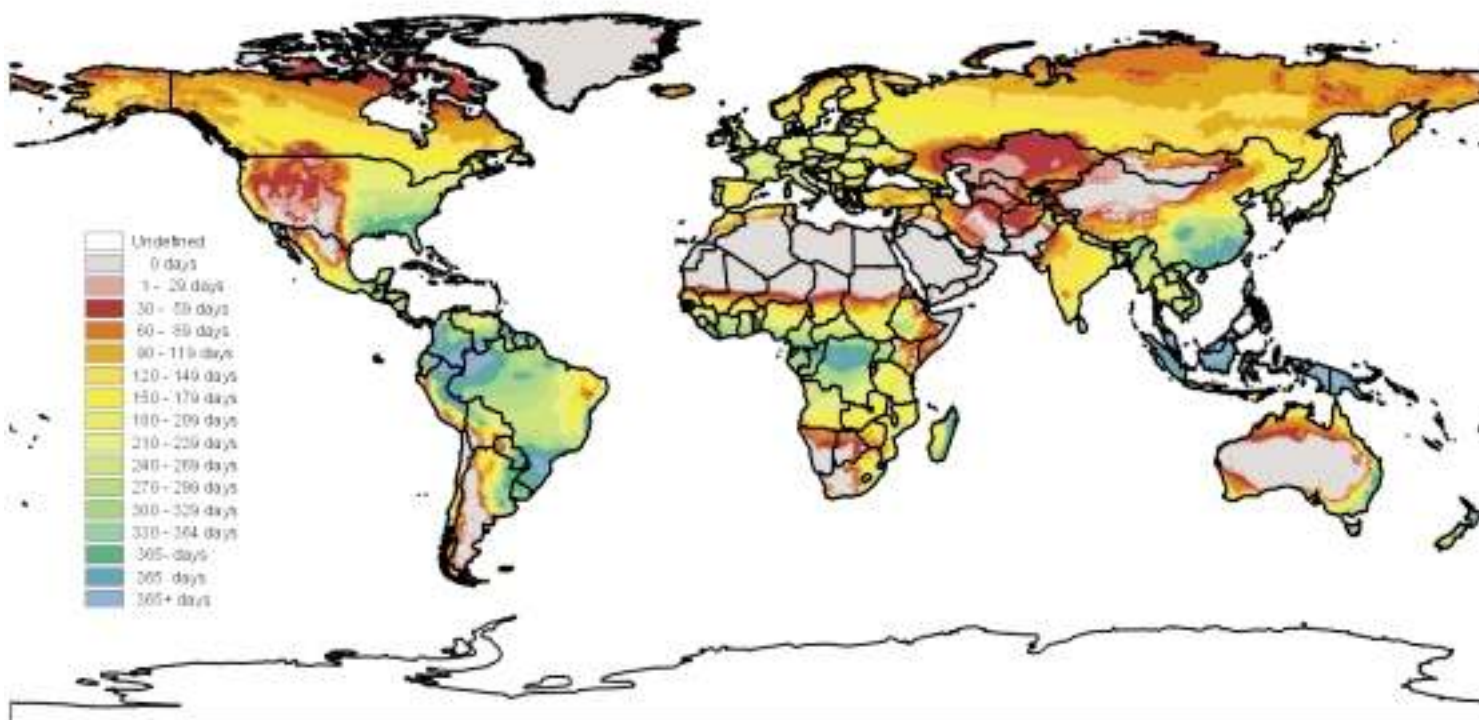 Undefined
0 days
1 - 29 days
30 - 59 days
60 - 89 days
90 - 119 days
120 - 149 days
150 - 179 days
180 - 209 days
210 - 239 days
240 - 269 days
270 - 299 days
300 - 329 days
330 - 364 days
365- days
365 days
365+ days